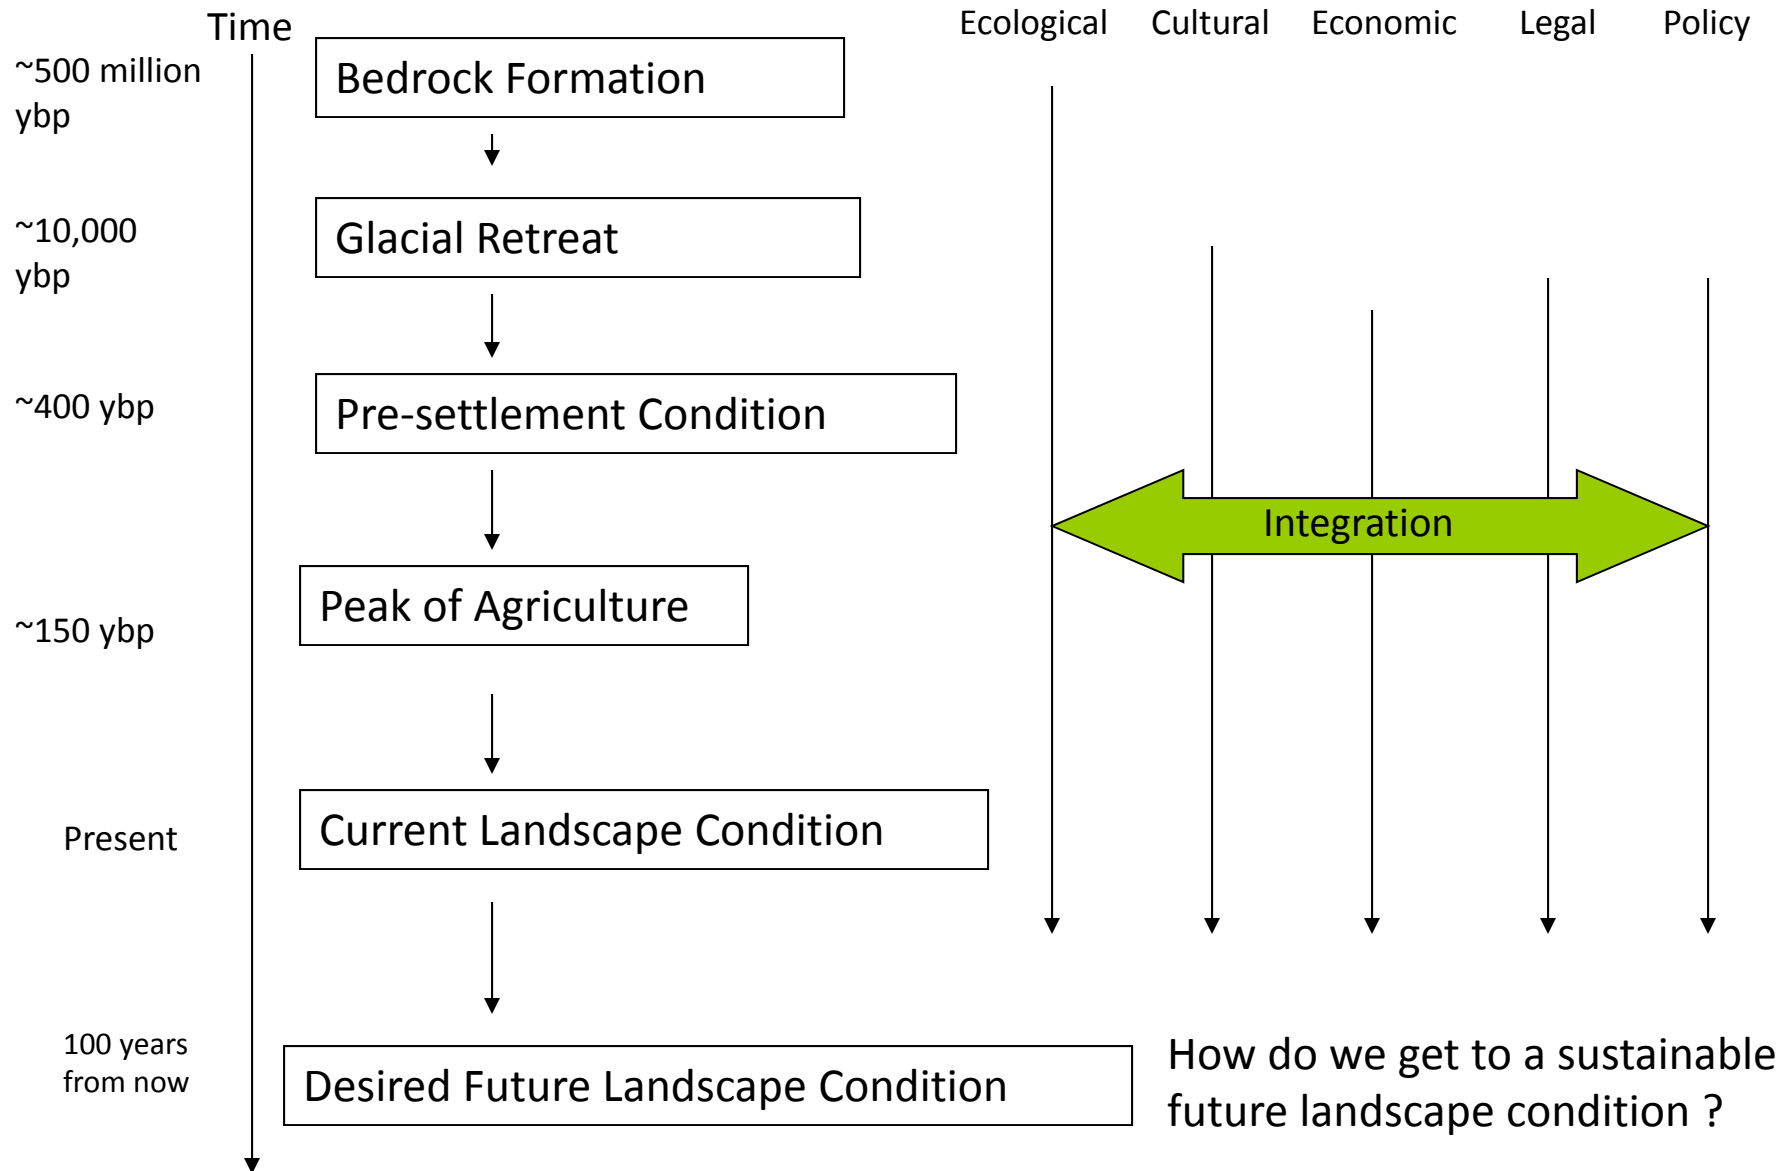 Time
Ecological
Cultural
Economic
Legal
Policy
~500 million
ybp
Bedrock Formation
~10,000
ybp
Glacial Retreat
~400 ybp
Pre-settlement Condition
Integration
~150 ybp
Peak of Agriculture
Present
Current Landscape Condition
100 years
from now
Desired Future Landscape Condition
How do we get to a sustainable
future landscape condition ?